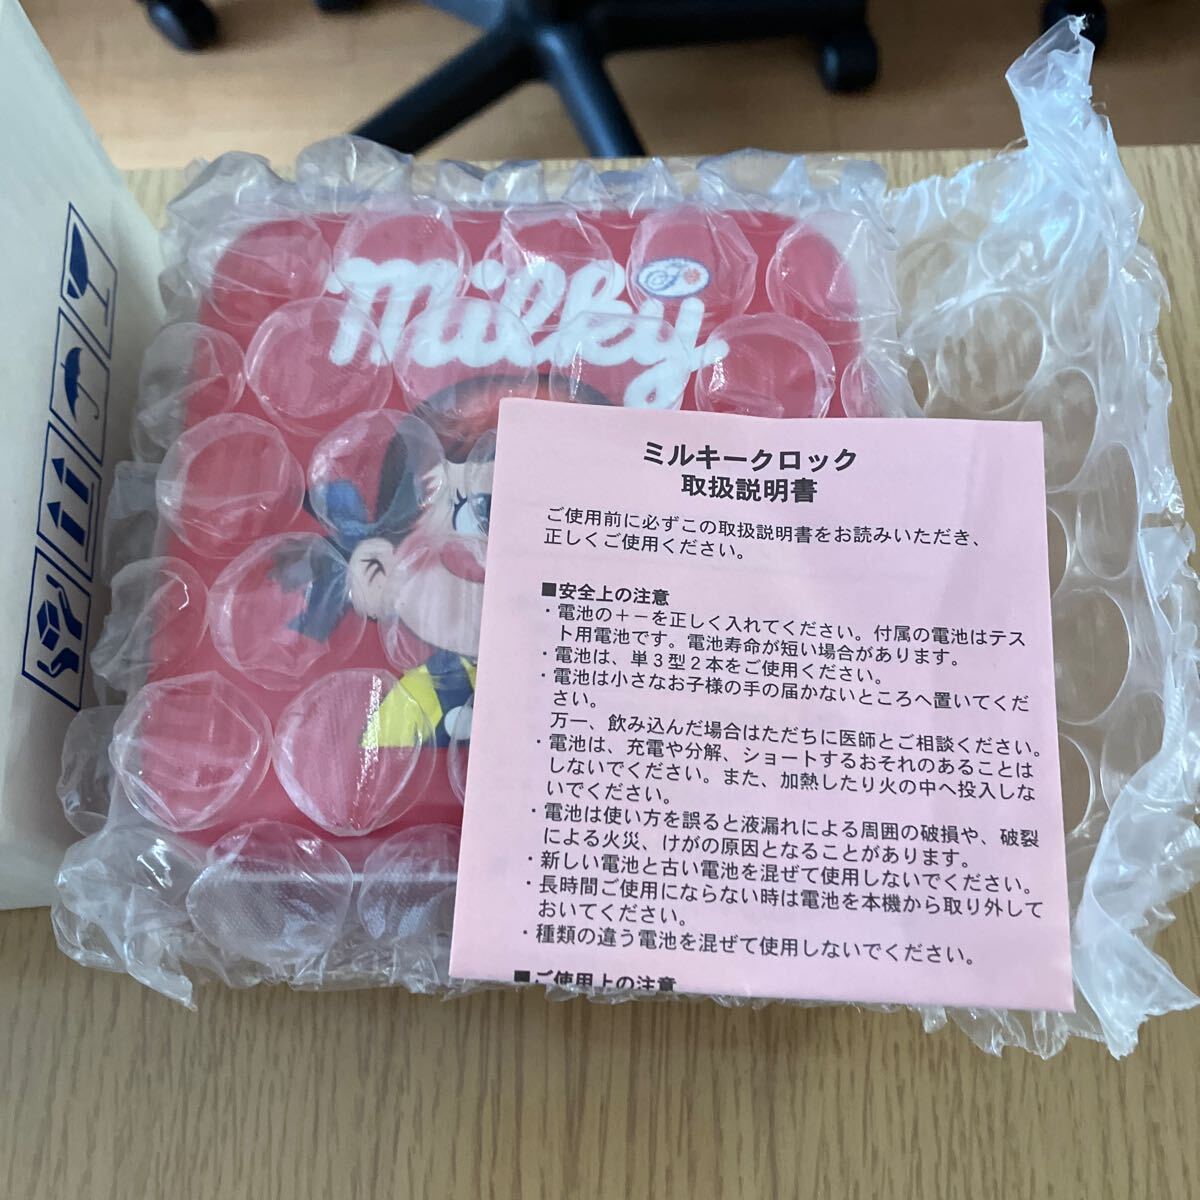 Milky
ミルキークロック
取扱説明書
ご使用前に必ずこの取扱説明書をお読みいただき、
正しくご使用ください。
■安全上の注意
・電池の+-を正しく入れてください。付属の電池はテス
ト用電池です。電池寿命が短い場合があります。
・電池は、単3型2本をご使用ください。
・電池は小さなお子様の手の届かないところへ置いてくだ
さい。
万一、飲み込んだ場合はただちに医師とご相談ください。
・電池は、充電や分解、ショートするおそれのあることは
しないでください。また、加熱したり火の中へ投入しな
いでください。
・電池は使い方を誤ると液漏れによる周囲の破損や、破裂
による火災、けがの原因となることがあります。
・新しい電池と古い電池を混ぜて使用しないでください。
・長時間ご使用にならない時は電池を本機から取り外して
おいてください。
・種類の違う電池を混ぜて使用しないでください。
■ご使用上の注意